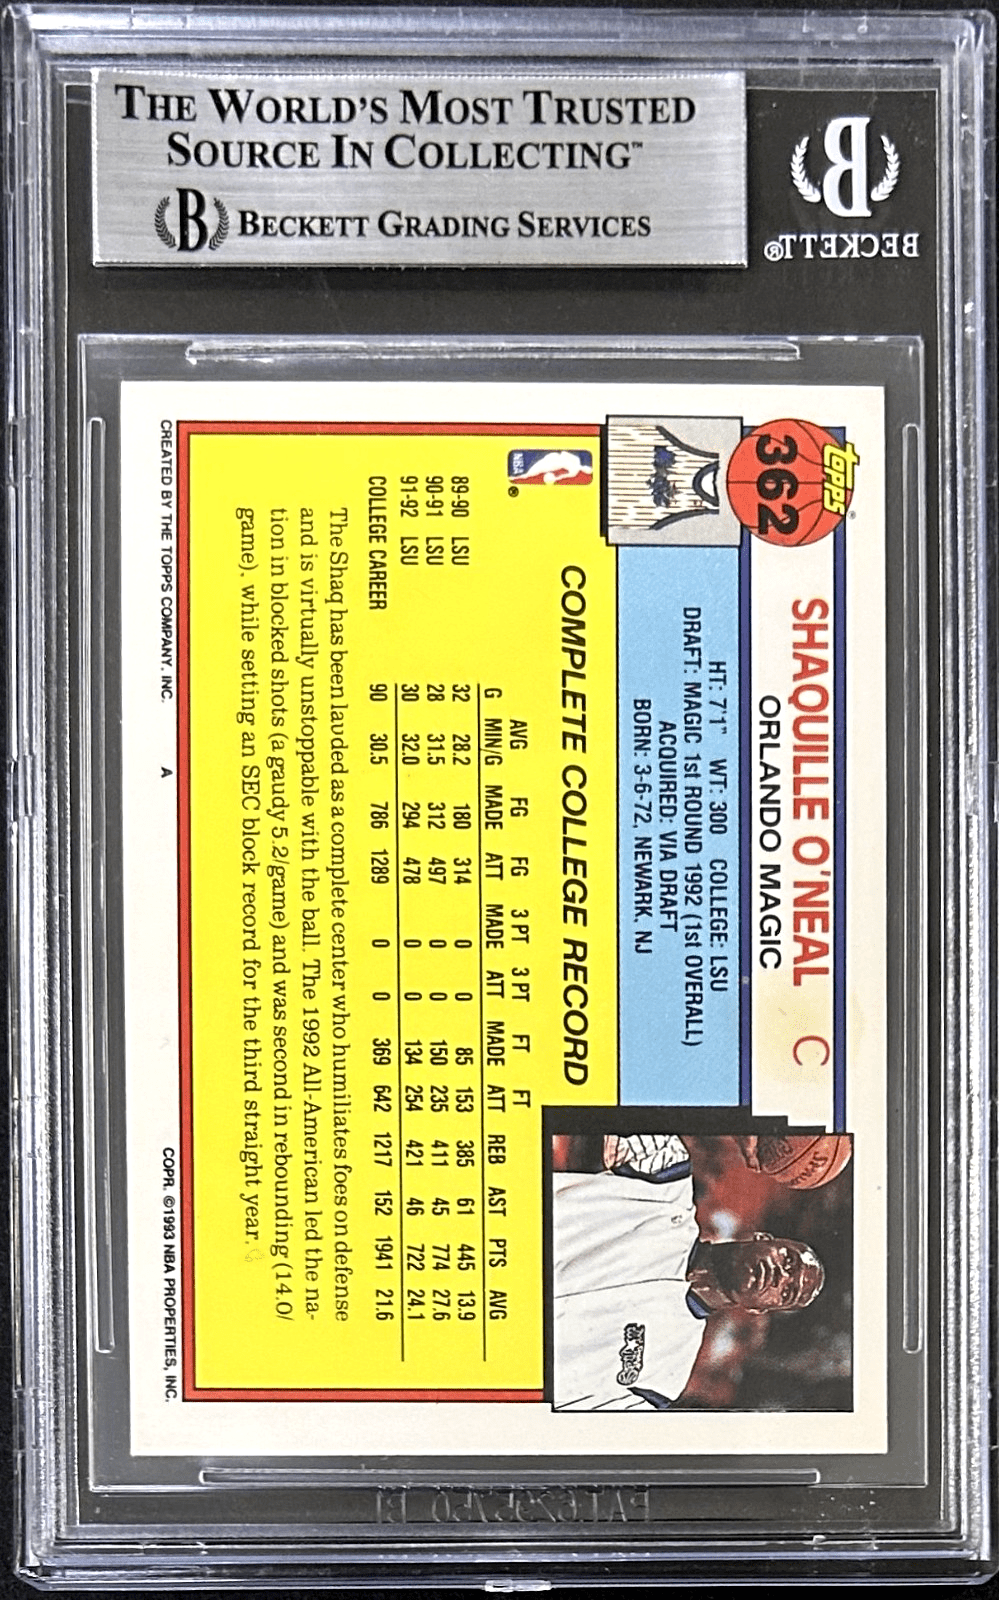 THE WORLD'S MOST TRUSTED
SOURCE IN COLLECTING™
B BECKETT GRADING SERVICES
B
BECKETT®
topps®
362
SHAQUILLE O'NEAL C
ORLANDO MAGIC
HT: 7'1" WT: 300 COLLEGE: LSU
DRAFT: MAGIC 1st ROUND 1992 (1st OVERALL)
ACQUIRED: VIA DRAFT
BORN: 3-6-72, NEWARK, NJ
NBA ®
COMPLETE COLLEGE RECORD
AVG FG FG 3 PT 3 PT FT FT
G MIN/G MADE ATT MADE ATT MADE ATT REB AST PTS AVG
89-90 LSU 32 28.2 180 314 0 0 85 153 385 61 445 13.9
90-91 LSU 28 31.5 312 497 0 0 150 235 411 45 774 27.6
91-92 LSU 30 32.0 294 478 0 0 134 254 421 46 722 24.1
COLLEGE CAREER 90 30.5 786 1289 0 0 369 642 1217 152 1941 21.6
The Shaq has been lauded as a complete center who humiliates foes on defense
and is virtually unstoppable with the ball. The 1992 All-American led the na-
tion in blocked shots (a gaudy 5.2/game) and was second in rebounding (14.0/
game), while setting an SEC block record for the third straight year.
CREATED BY THE TOPPS COMPANY, INC. A COPR. ©1993 NBA PROPERTIES, INC.